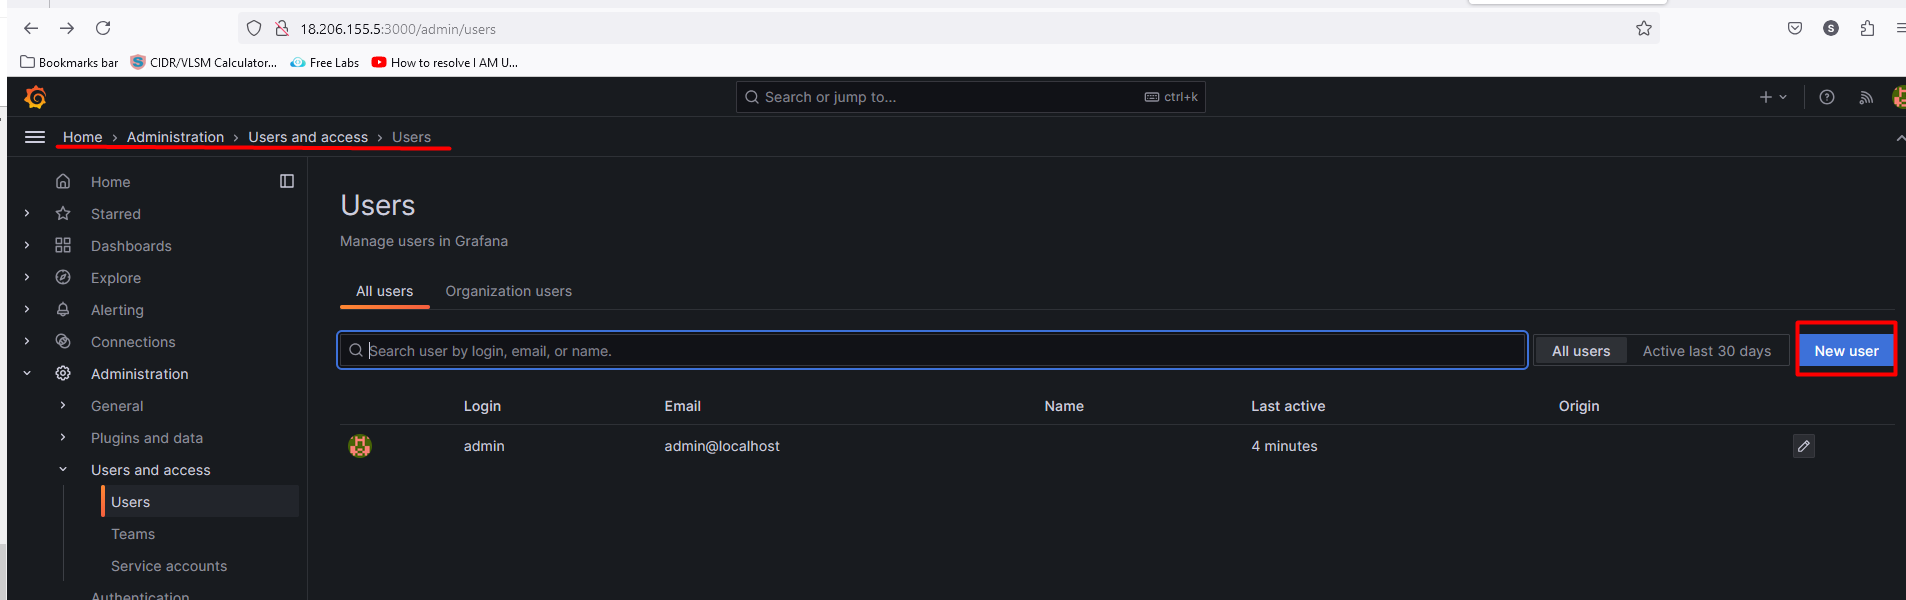 18.206.155.5:3000/admin/users
S
Bookmarks bar
CIDR/VLSM Calculator...
Free Labs
How to resolve I AM U...
Search or jump to...
ctrl+k
Home › Administration › Users and access › Users
Home
Starred
Dashboards
Explore
Alerting
Connections
Administration
General
Plugins and data
Users and access
Users
Teams
Service accounts
Authentication
Users
Manage users in Grafana
All users
Organization users
Search user by login, email, or name.
All users
Active last 30 days
New user
Login Email Name Last active Origin
admin admin@localhost 4 minutes